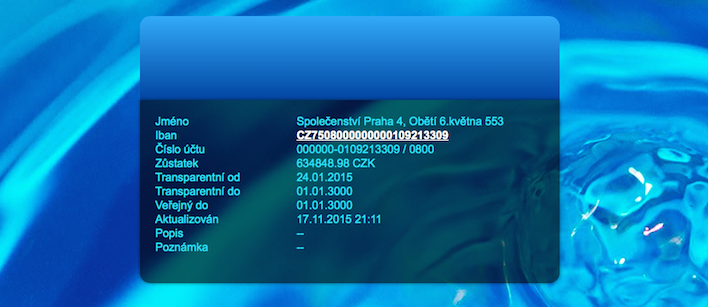 Jméno Společenství Praha 4, Obětí 6.května 553
Iban CZ7508000000000109213309
Číslo účtu 000000-0109213309 / 0800
Zůstatek 634848.98 CZK
Transparentní od 24.01.2015
Transparentní do 01.01.3000
Veřejný do 01.01.3000
Aktualizován 17.11.2015 21:11
Popis --
Poznámka --